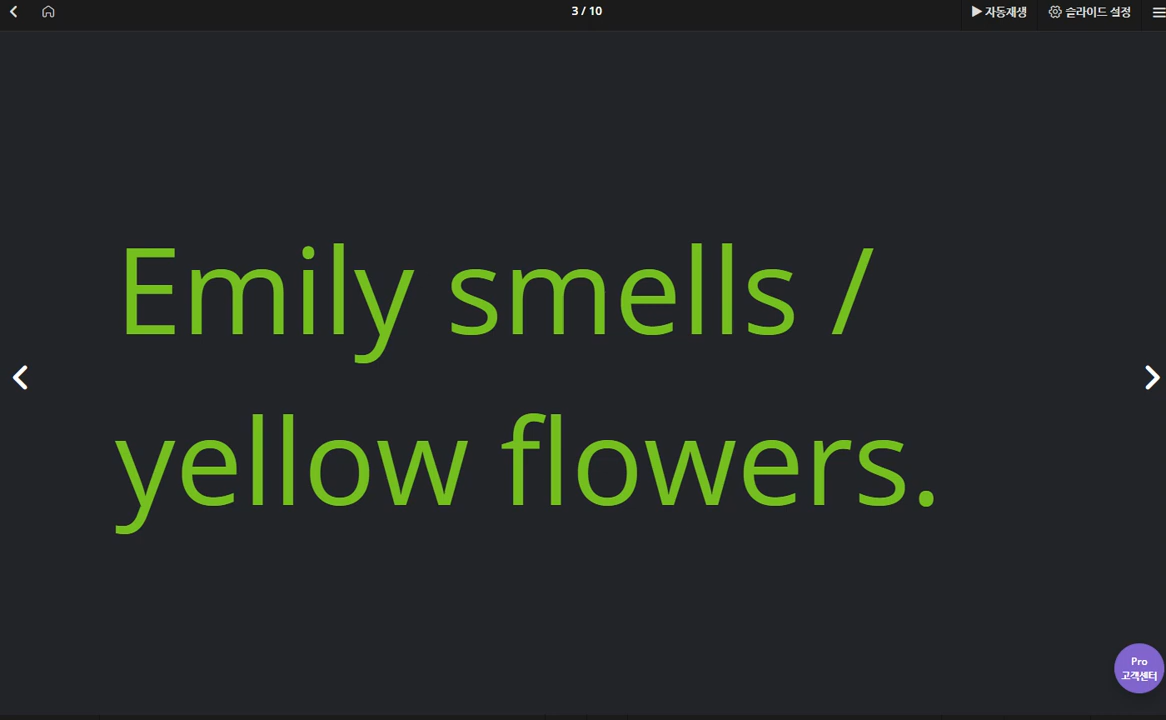 3 / 10
▶ 자동재생
슬라이드 설정
Emily smells /
yellow flowers.
Pro
고객센터